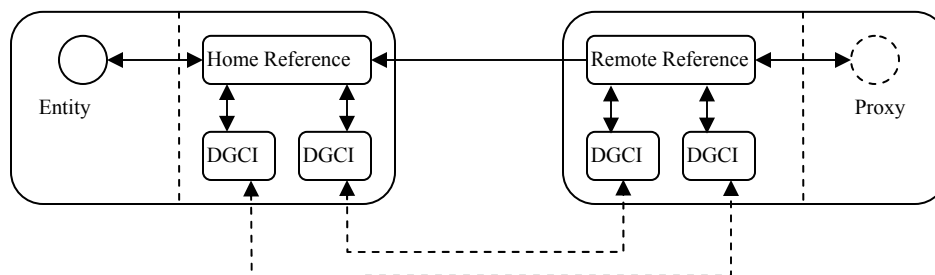 Home Reference
Remote Reference
Entity
Proxy
DGCI
DGCI
DGCI
DGCI